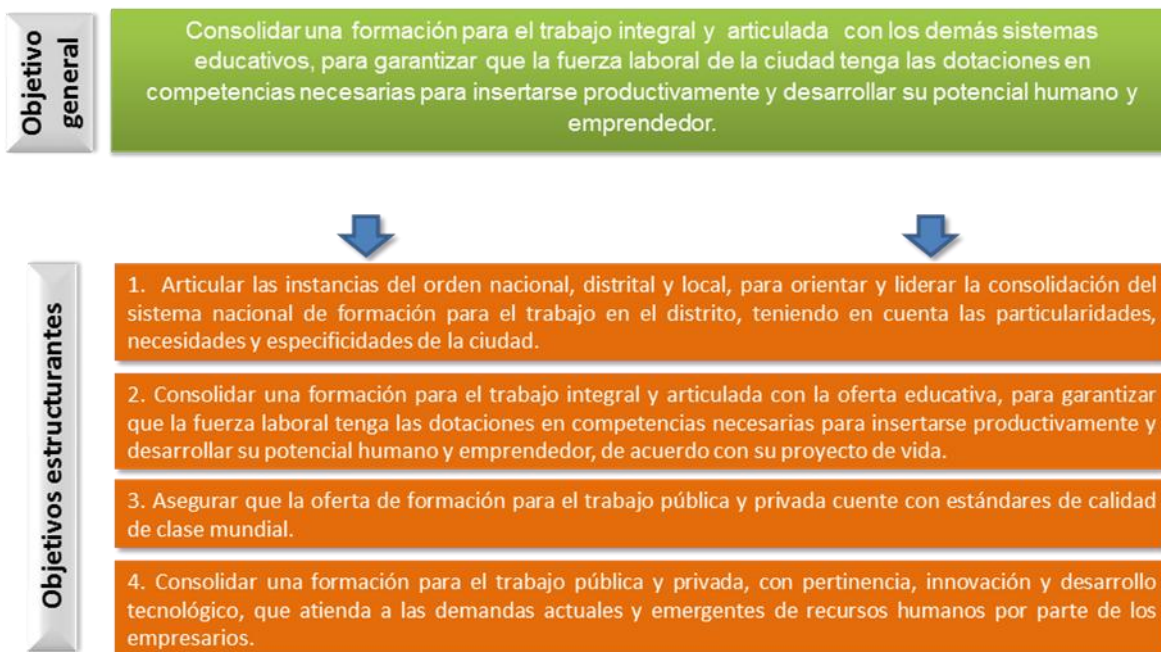 Objetivo
general
Consolidar una formación para el trabajo integral y articulada con los demás sistemas
educativos, para garantizar que la fuerza laboral de la ciudad tenga las dotaciones en
competencias necesarias para insertarse productivamente y desarrollar su potencial humano y
emprendedor.
Objetivos estructurantes
1. Articular las instancias del orden nacional, distrital y local, para orientar y liderar la consolidación del
sistema nacional de formación para el trabajo en el distrito, teniendo en cuenta las particularidades,
necesidades y especificidades de la ciudad.
2. Consolidar una formación para el trabajo integral y articulada con la oferta educativa, para garantizar
que la fuerza laboral tenga las dotaciones en competencias necesarias para insertarse productivamente y
desarrollar su potencial humano y emprendedor, de acuerdo con su proyecto de vida.
3. Asegurar que la oferta de formación para el trabajo pública y privada cuente con estándares de calidad
de clase mundial.
4. Consolidar una formación para el trabajo pública y privada, con pertinencia, innovación y desarrollo
tecnológico, que atienda a las demandas actuales y emergentes de recursos humanos por parte de los
empresarios.